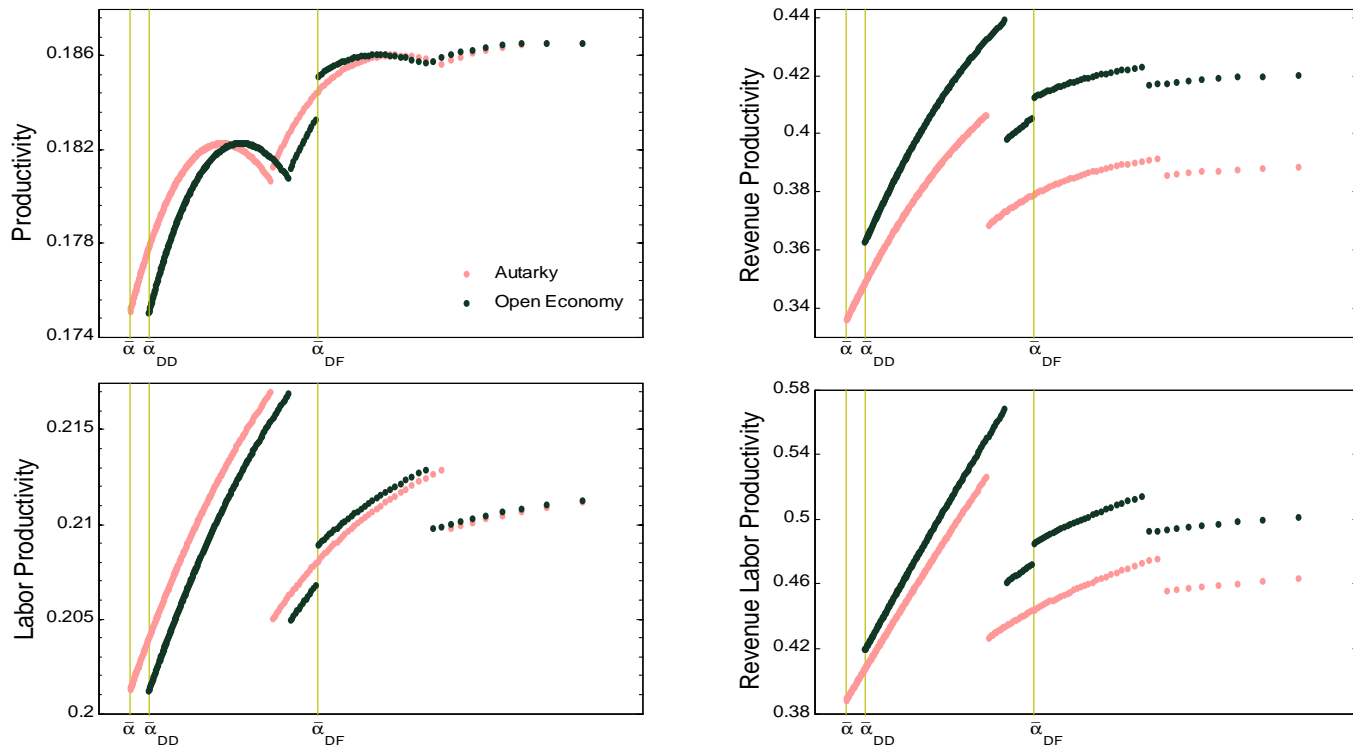 Productivity
0.186
0.182
0.178
0.174
Autarky
Open Economy
ᾱ ᾱDD ᾱDF
Revenue Productivity
0.44
0.42
0.4
0.38
0.36
0.34
ᾱ ᾱDD ᾱDF
Labor Productivity
0.215
0.21
0.205
0.2
ᾱ ᾱDD ᾱDF
Revenue Labor Productivity
0.58
0.54
0.5
0.46
0.42
0.38
ᾱ ᾱDD ᾱDF